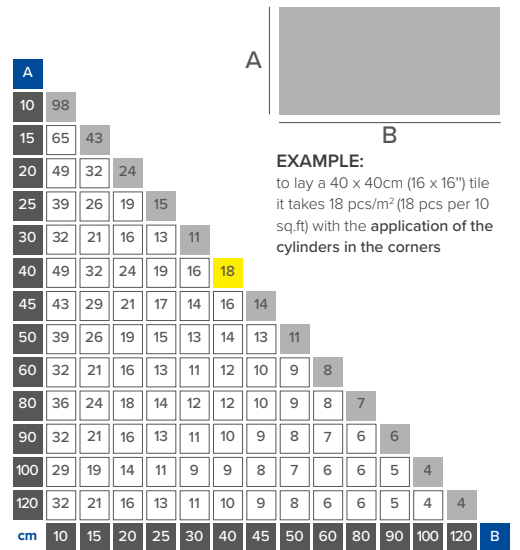 A
B
EXAMPLE:
to lay a 40 x 40cm (16 x 16") tile
it takes 18 pcs/m² (18 pcs per 10
sq.ft) with the application of the
cylinders in the corners
A
10 98
15 65 43
20 49 32 24
25 39 26 19 15
30 32 21 16 13 11
40 49 32 24 19 16 18
45 43 29 21 17 14 16 14
50 39 26 19 15 13 14 13 11
60 32 21 16 13 11 12 10 9 8
80 36 24 18 14 12 12 10 9 8 7
90 32 21 16 13 11 10 9 8 7 6 6
100 29 19 14 11 9 9 8 7 6 6 5 4
120 32 21 16 13 11 10 9 8 6 6 5 4 4
cm 10 15 20 25 30 40 45 50 60 80 90 100 120 B